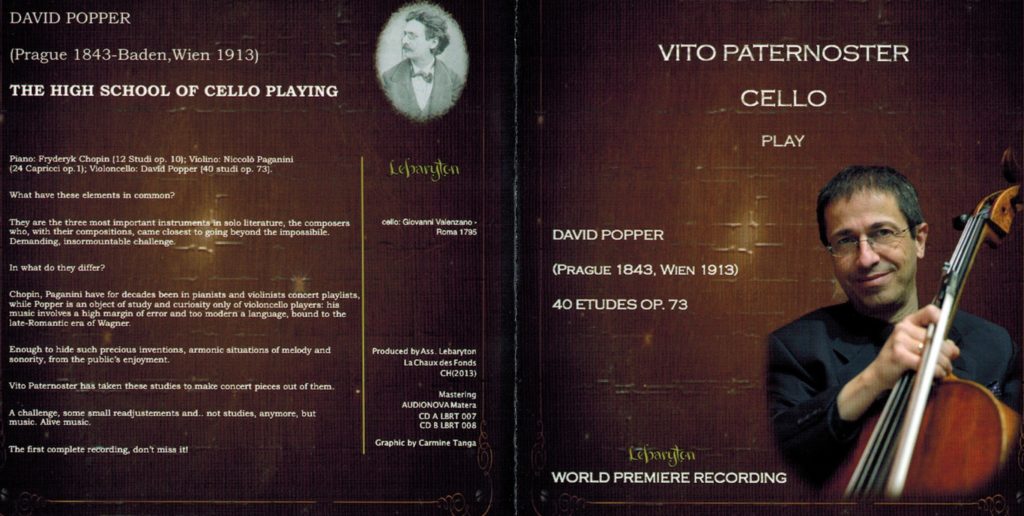 DAVID POPPER
(Prague 1843-Baden,Wien 1913)
THE HIGH SCHOOL OF CELLO PLAYING
Piano: Fryderyk Chopin (12 Studi op. 10); Violino: Niccolò Paganini
(24 Capricci op.1); Violoncello: David Popper (40 studi op. 73).
What have these elements in common?
They are the three most important instruments in solo literature, the composers
who, with their compositions, came closest to going beyond the impossibile.
Demanding, insormountable challenge.
In what do they differ?
Chopin, Paganini have for decades been in pianists and violinists concert playlists,
while Popper is an object of study and curiosity only of violoncello players: his
music involves a high margin of error and too modern a language, bound to the
late-Romantic era of Wagner.
Enough to hide such precious inventions, armonic situations of melody and
sonority, from the public's enjoyment.
Vito Paternoster has taken these studies to make concert pieces out of them.
A challenge, some small readjustements and.. not studies, anymore, but
music. Alive music.
The first complete recording, don't miss it!
Lebaryton
cello: Giovanni Valenzano -
Roma 1795
Produced by Ass. Lebaryton
La Chaux des Fonds
CH(2013)
Mastering
AUDIONOVA Matera
CD A LBRT 007
CD B LBRT 008
Graphic by Carmine Tanga
VITO PATERNOSTER
CELLO
PLAY
DAVID POPPER
(PRAGUE 1843, WIEN 1913)
40 ETUDES OP. 73
Lebaryton
WORLD PREMIERE RECORDING